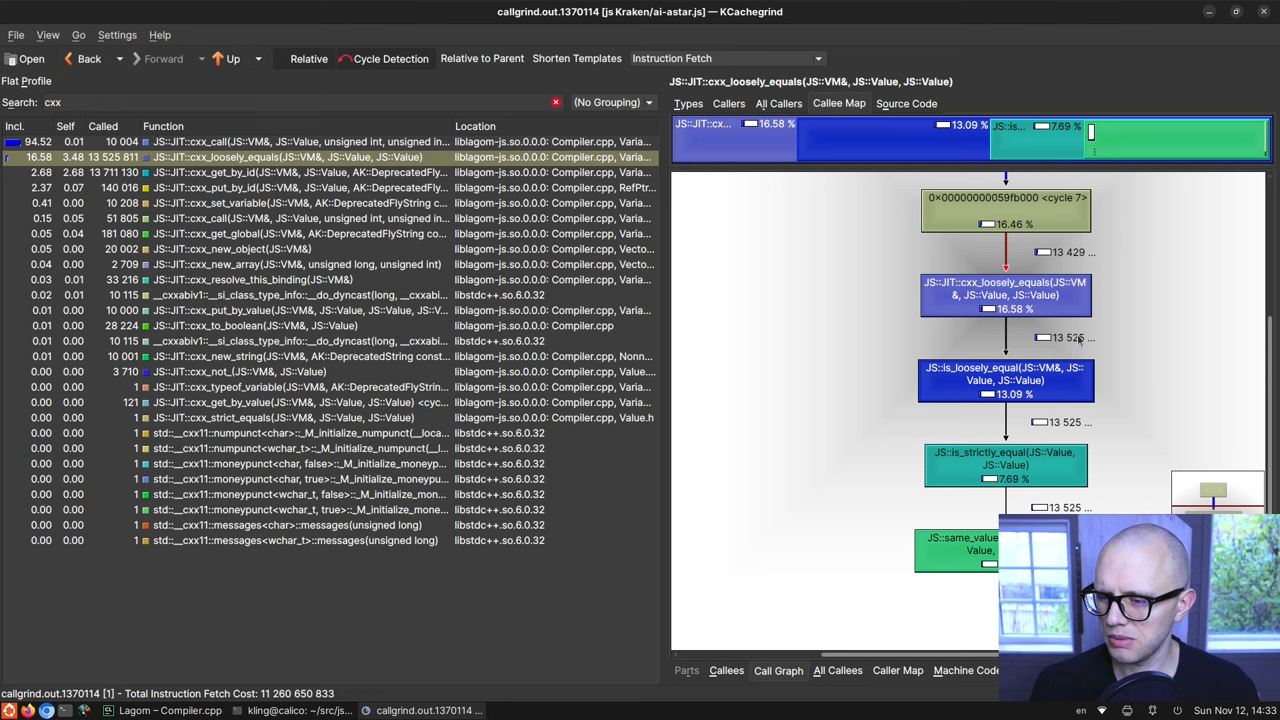 callgrind.out.1370114 [js Kraken/ai-astar.js] — KCachegrind
File View Go Settings Help
Open Back Forward Up Relative Cycle Detection Relative to Parent Shorten Templates Instruction Fetch
Flat Profile
Search: cxx (No Grouping)
Incl. Self Called Function Location
94.52 0.01 10 004 JS::JIT::cxx_call(JS::VM&, JS::Value, unsigned int, unsigned in... liblagom-js.so.0.0.0: Compiler.cpp, Varia...
16.58 3.48 13 525 811 JS::JIT::cxx_loosely_equals(JS::VM&, JS::Value, JS::Value) liblagom-js.so.0.0.0: Compiler.cpp, Varia...
2.68 2.68 13 711 130 JS::JIT::cxx_get_by_id(JS::VM&, JS::Value, AK::DeprecatedFly... liblagom-js.so.0.0.0: Compiler.cpp, Varia...
2.37 0.07 140 016 JS::JIT::cxx_put_by_id(JS::VM&, JS::Value, AK::DeprecatedFly... liblagom-js.so.0.0.0: Compiler.cpp, RefPtr...
0.41 0.00 10 208 JS::JIT::cxx_set_variable(JS::VM&, AK::DeprecatedFlyString c... liblagom-js.so.0.0.0: Compiler.cpp, Varia...
0.15 0.05 51 805 JS::JIT::cxx_call(JS::VM&, JS::Value, unsigned int, unsigned in... liblagom-js.so.0.0.0: Compiler.cpp, Varia...
0.05 0.04 181 080 JS::JIT::cxx_get_global(JS::VM&, AK::DeprecatedFlyString co... liblagom-js.so.0.0.0: Compiler.cpp, Varia...
0.05 0.00 20 002 JS::JIT::cxx_new_object(JS::VM&) liblagom-js.so.0.0.0: Compiler.cpp, Vecto...
0.04 0.00 2 709 JS::JIT::cxx_new_array(JS::VM&, unsigned long, unsigned int) liblagom-js.so.0.0.0: Compiler.cpp, Vecto...
0.03 0.01 33 216 JS::JIT::cxx_resolve_this_binding(JS::VM&) liblagom-js.so.0.0.0: Compiler.cpp, Varia...
0.02 0.01 10 115 __cxxabiv1::__si_class_type_info::__do_dyncast(long, __cxxabi... libstdc++.so.6.0.32
0.01 0.00 10 000 JS::JIT::cxx_put_by_value(JS::VM&, JS::Value, JS::Value, JS::V... liblagom-js.so.0.0.0: Compiler.cpp, Varia...
0.01 0.00 28 224 JS::JIT::cxx_to_boolean(JS::VM&, JS::Value) liblagom-js.so.0.0.0: Compiler.cpp
0.01 0.00 10 115 __cxxabiv1::__si_class_type_info::__do_dyncast(long, __cxxabi... libstdc++.so.6.0.32
0.01 0.00 10 001 JS::JIT::cxx_new_string(JS::VM&, AK::DeprecatedString const... liblagom-js.so.0.0.0: Compiler.cpp, Nonn...
0.00 0.00 3 710 JS::JIT::cxx_not_(JS::VM&, JS::Value) liblagom-js.so.0.0.0: Compiler.cpp, Value....
0.00 0.00 1 JS::JIT::cxx_typeof_variable(JS::VM&, AK::DeprecatedFlyStrin... liblagom-js.so.0.0.0: Compiler.cpp, Varia...
0.00 0.00 121 JS::JIT::cxx_get_by_value(JS::VM&, JS::Value, JS::Value) <cyc... liblagom-js.so.0.0.0: Compiler.cpp, Varia...
0.00 0.00 1 JS::JIT::cxx_strict_equals(JS::VM&, JS::Value, JS::Value) liblagom-js.so.0.0.0: Compiler.cpp, Value.h
0.00 0.00 1 std::__cxx11::numpunct<char>::_M_initialize_numpunct(__loca... libstdc++.so.6.0.32
0.00 0.00 1 std::__cxx11::numpunct<wchar_t>::_M_initialize_numpunct(__l... libstdc++.so.6.0.32
0.00 0.00 1 std::__cxx11::moneypunct<char, false>::_M_initialize_moneyp... libstdc++.so.6.0.32
0.00 0.00 1 std::__cxx11::moneypunct<char, true>::_M_initialize_moneypu... libstdc++.so.6.0.32
0.00 0.00 1 std::__cxx11::moneypunct<wchar_t, false>::_M_initialize_mon... libstdc++.so.6.0.32
0.00 0.00 1 std::__cxx11::moneypunct<wchar_t, true>::_M_initialize_mone... libstdc++.so.6.0.32
0.00 0.00 1 std::__cxx11::messages<char>::messages(unsigned long) libstdc++.so.6.0.32
0.00 0.00 1 std::__cxx11::messages<wchar_t>::messages(unsigned long) libstdc++.so.6.0.32
JS::JIT::cxx_loosely_equals(JS::VM&, JS::Value, JS::Value)
Types Callers All Callers Callee Map Source Code
JS::JIT::cx... 16.58 % 13.09 % JS::is... 7.69 %
0×00000000059fb000 <cycle 7>
16.46 %
13 429 ...
JS::JIT::cxx_loosely_equals(JS::VM
&, JS::Value, JS::Value)
16.58 %
13 525 ...
JS::is_loosely_equal(JS::VM&, JS::
Value, JS::Value)
13.09 %
13 525 ...
JS::is_strictly_equal(JS::Value,
JS::Value)
7.69 %
13 525 ...
JS::same_value
Value,
Parts Callees Call Graph All Callees Caller Map Machine Code
callgrind.out.1370114 [1] - Total Instruction Fetch Cost: 11 260 650 833
Lagom – Compiler.cpp kling@calico: ~/src/js... callgrind.out.1370114 ... en Sun Nov 12, 14:33